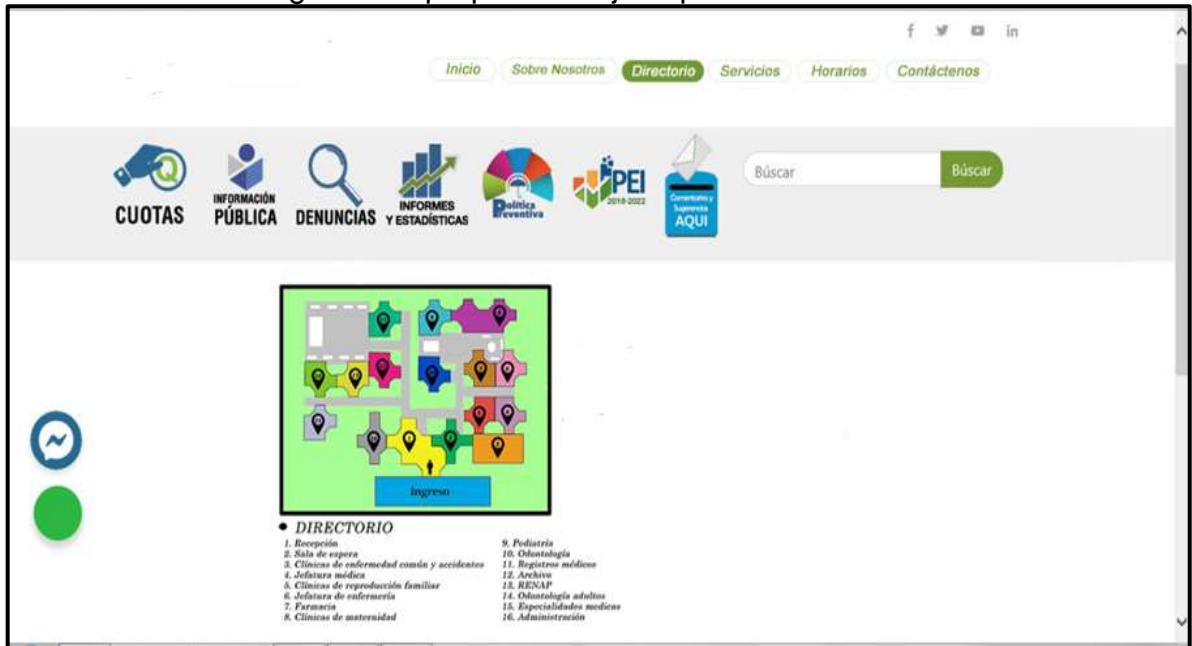 f in
Inicio Sobre Nosotros Directorio Servicios Horarios Contáctenos
CUOTAS
INFORMACIÓN
PÚBLICA
DENUNCIAS
INFORMES
Y ESTADÍSTICAS
Política
Preventiva
PEI
2018-2022
Comentarios y
Sugerencias
AQUI
Búscar
Búscar
Ingreso
DIRECTORIO
1. Recepción
2. Sala de espera
3. Clínicas de enfermedad común y accidentes
4. Jefatura médica
5. Clínicas de reproducción familiar
6. Jefatura de enfermería
7. Farmacia
8. Clínicas de maternidad
9. Pediatría
10. Odontología
11. Registros médicos
12. Archivo
13. RENAP
14. Odontología adultos
15. Especialidades medicas
16. Administración